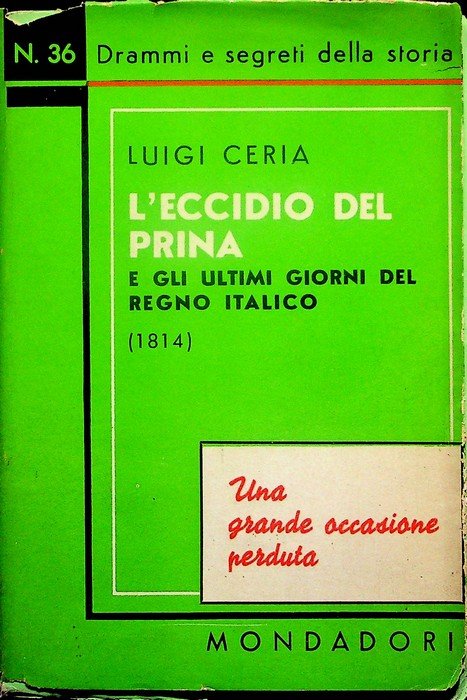 N. 36 Drammi e segreti della storia
LUIGI CERIA
L'ECCIDIO DEL
PRINA
E GLI ULTIMI GIORNI DEL
REGNO ITALICO
(1814)
Una
grande occasione
perduta
MONDADORI